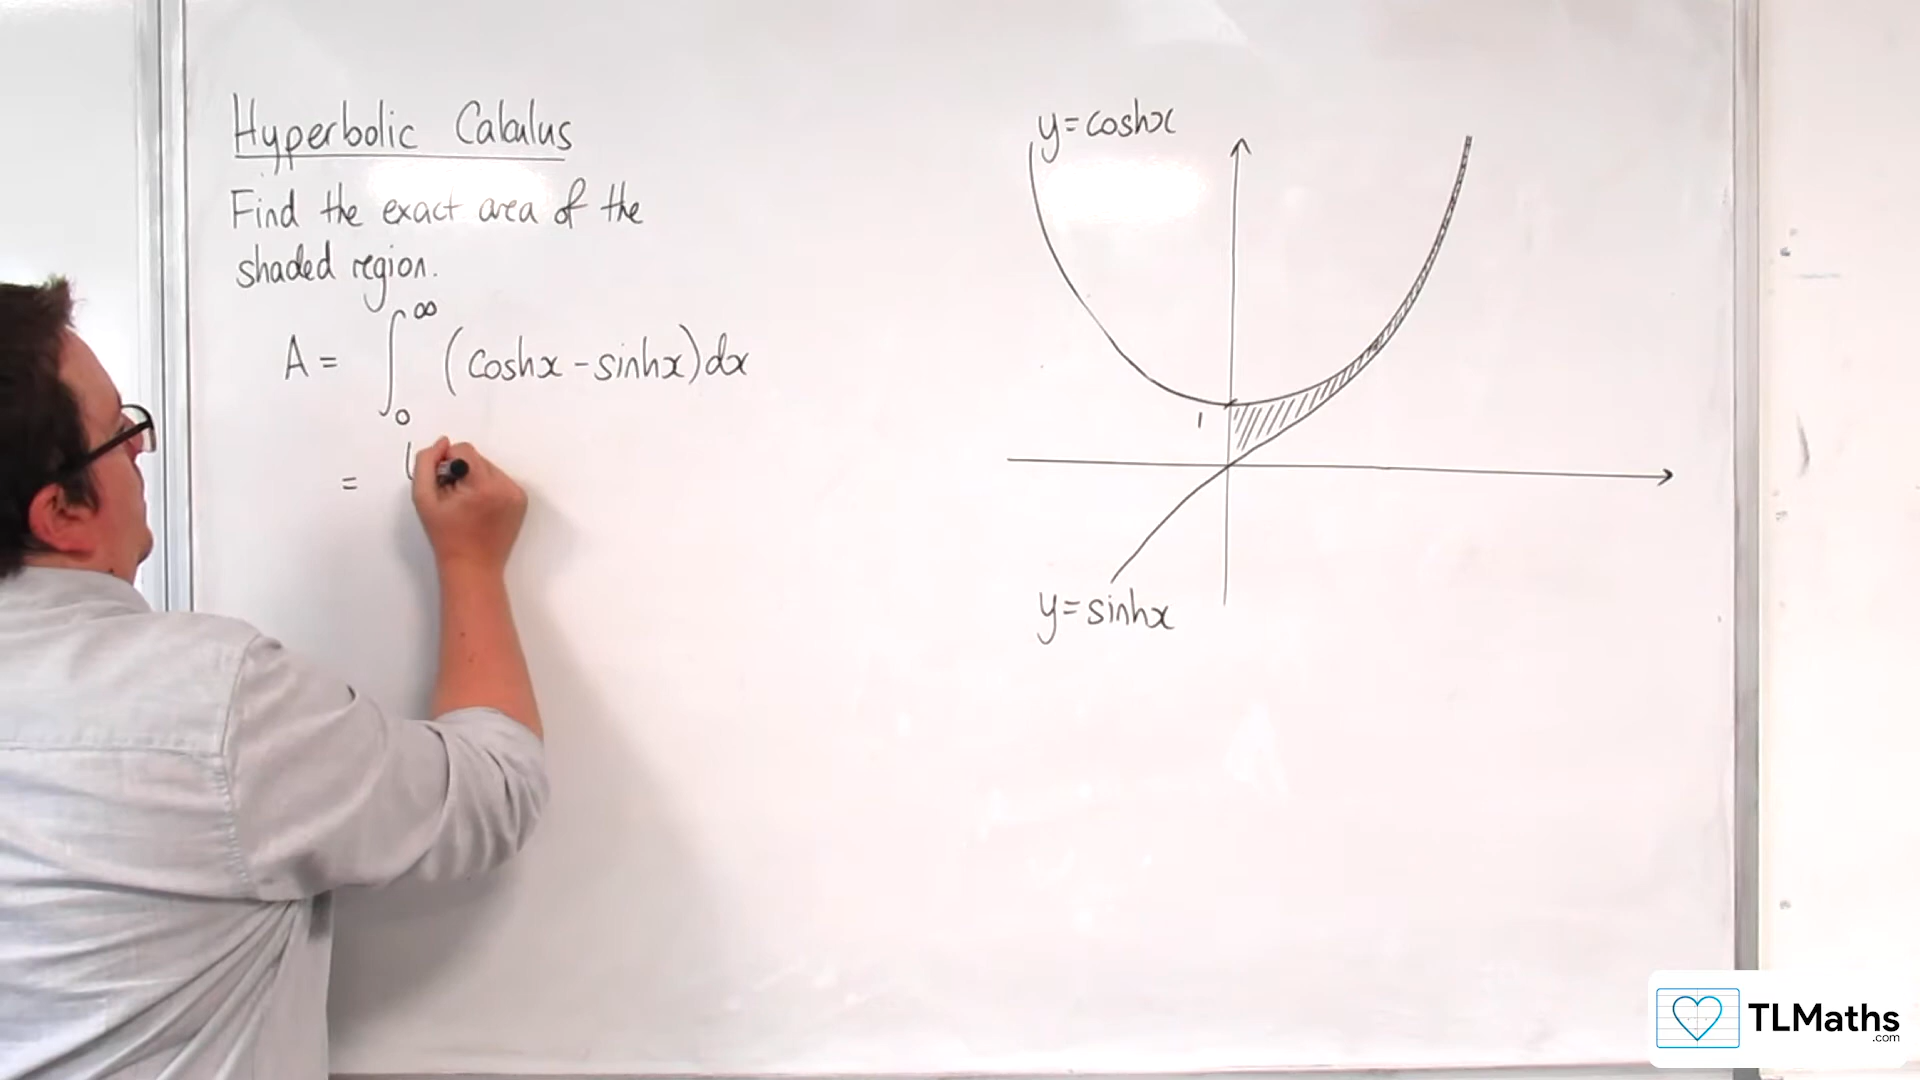 Hyperbolic Calculus
Find the exact area of the
shaded region.
A = ∫₀^∞ (coshx - sinhx) dx
=
y = coshx
1
y = sinhx
TLMaths
.com